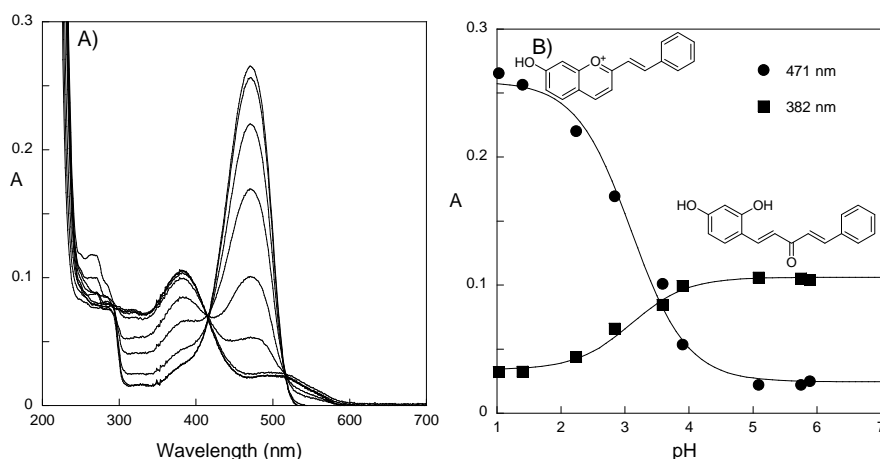 A)
0.3
0.2
A
0.1
0
200 300 400 500 600 700
Wavelength (nm)
B)
O+
HO
471 nm
382 nm
0.3
0.2
A
HO
OH
O
0.1
0
1 2 3 4 5 6 7
pH